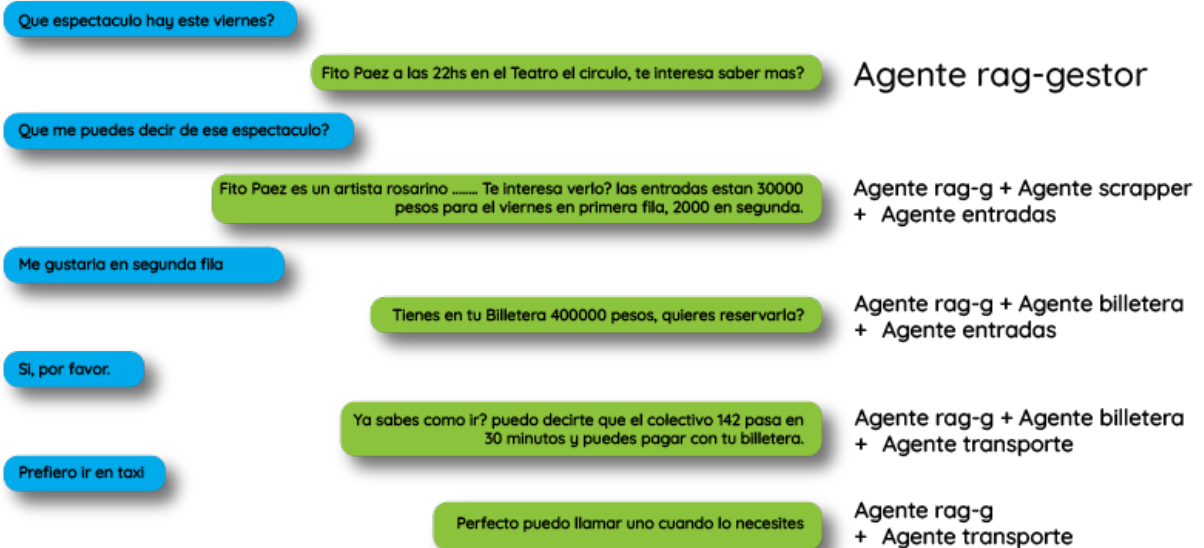 Que espectaculo hay este viernes?
Fito Paez a las 22hs en el Teatro el circulo, te interesa saber mas?
Agente rag-gestor
Que me puedes decir de ese espectaculo?
Fito Paez es un artista rosarino ........ Te interesa verlo? las entradas estan 30000
pesos para el viernes en primera fila, 2000 en segunda.
Agente rag-g + Agente scrapper
+ Agente entradas
Me gustaria en segunda fila
Tienes en tu Billetera 400000 pesos, quieres reservarla?
Agente rag-g + Agente billetera
+ Agente entradas
Si, por favor.
Ya sabes como ir? puedo decirte que el colectivo 142 pasa en
30 minutos y puedes pagar con tu billetera.
Agente rag-g + Agente billetera
+ Agente transporte
Prefiero ir en taxi
Perfecto puedo llamar uno cuando lo necesites
Agente rag-g
+ Agente transporte